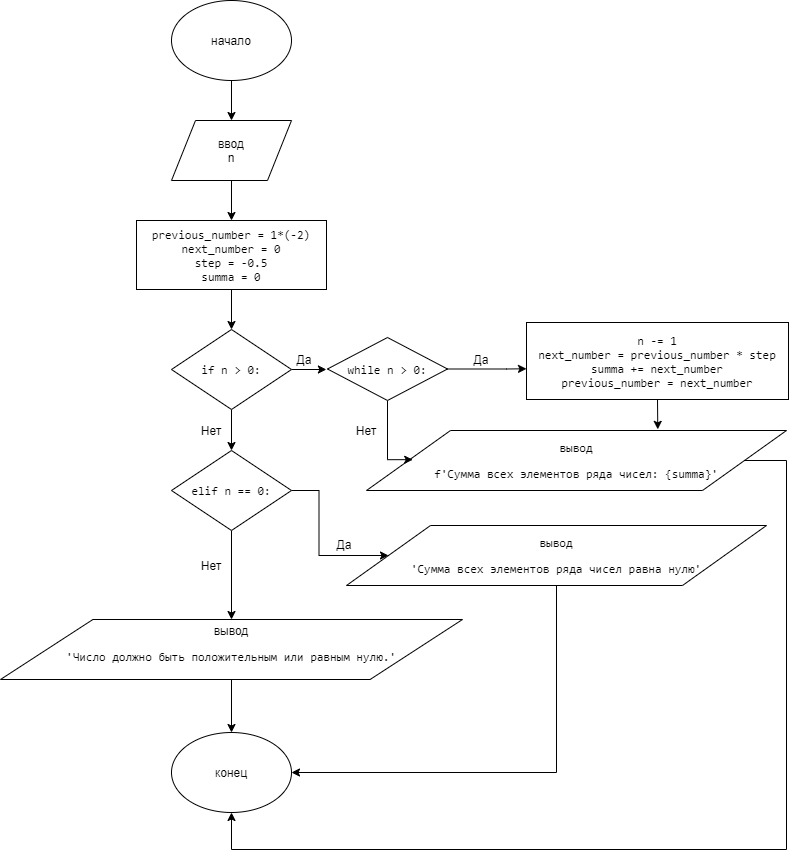 начало
ввод
n
previous_number = 1*(-2)
next_number = 0
step = -0.5
summa = 0
if n > 0:
Да
while n > 0:
Да
n -= 1
next_number = previous_number * step
summa += next_number
previous_number = next_number
Нет
Нет
вывод
f'Сумма всех элементов ряда чисел: {summa}'
elif n == 0:
Да
вывод
'Сумма всех элементов ряда чисел равна нулю'
Нет
вывод
'Число должно быть положительным или равным нулю.'
конец